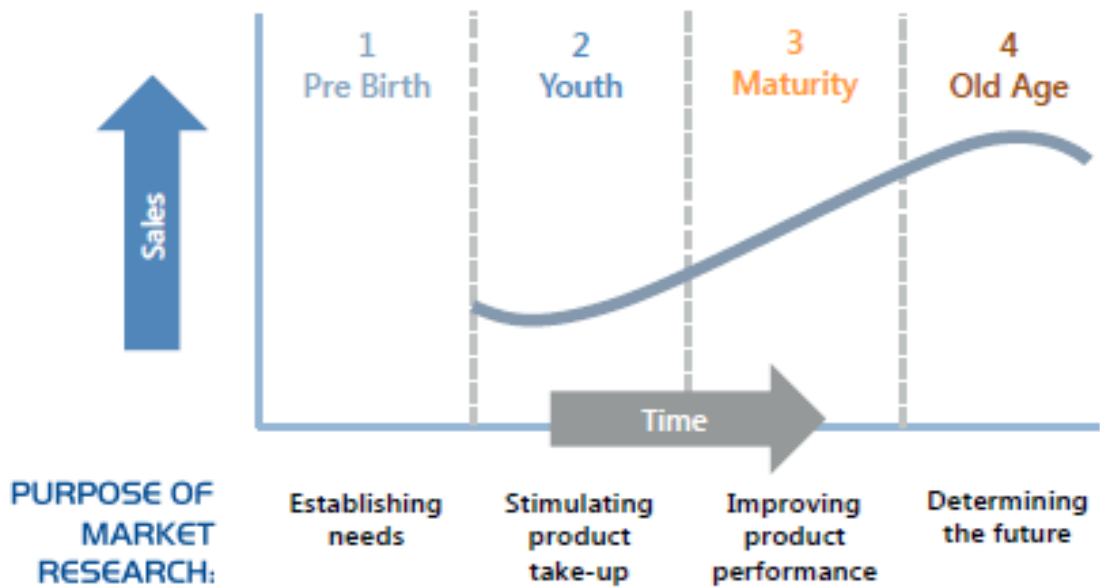 1
Pre Birth
2
Youth
3
Maturity
4
Old Age
Sales
Time
PURPOSE OF
MARKET
RESEARCH:
Establishing
needs
Stimulating
product
take-up
Improving
product
performance
Determining
the future